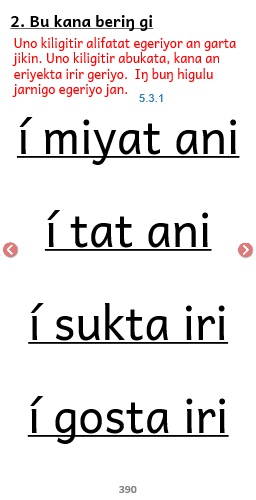 2. Bu kana beriŋ gi
Uno kiligitir alifatat egeriyor an garta
jikin. Uno kiligitir abukata, kana an
eriyekta irir geriyo. Iŋ buŋ higulu
jarnigo egeriyo jan.
5.3.1
í miyat ani
í tat ani
í sukta iri
í gosta iri
390